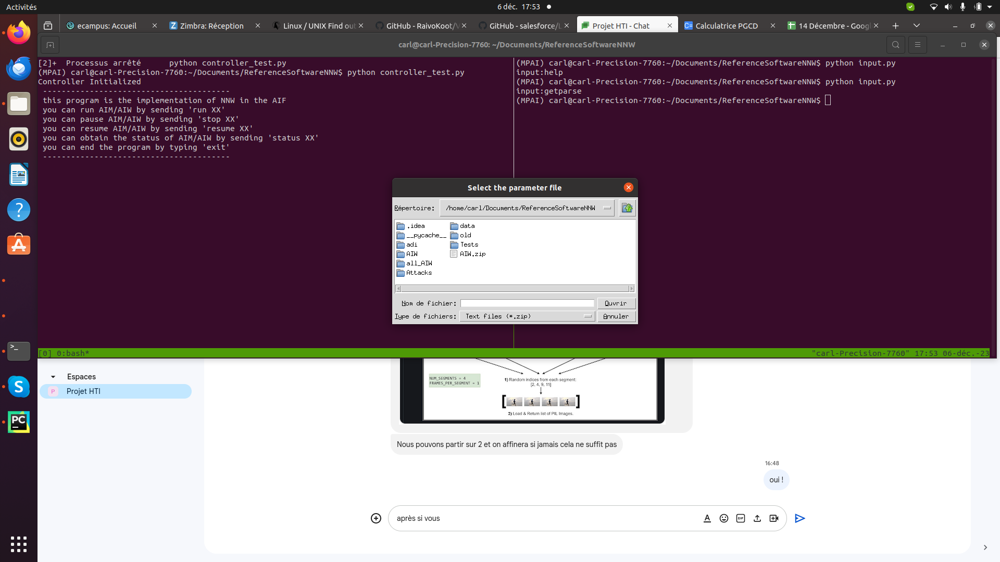 Activités
6 déc. 17:53
ecampus: Accueil
Zimbra: Réception
Linux / UNIX Find out
GitHub - RaivoKoot/V
GitHub - salesforce/L
Projet HTI - Chat
Calculatrice PGCD
14 Décembre - Goog
carl@carl-Precision-7760: ~/Documents/ReferenceSoftwareNNW
[2]+  Processus arrêté      python controller_test.py
(MPAI) carl@carl-Precision-7760:~/Documents/ReferenceSoftwareNNW$ python controller_test.py
Controller Initialized
----------------------------------------
this program is the implementation of NNW in the AIF
you can run AIM/AIW by sending 'run XX'
you can pause AIM/AIW by sending 'stop XX'
you can resume AIM/AIW by sending 'resume XX'
you can obtain the status of AIM/AIW by sending 'status XX'
you can end the program by typing 'exit'
----------------------------------------
(MPAI) carl@carl-Precision-7760:~/Documents/ReferenceSoftwareNNW$ python input.py
input:help
(MPAI) carl@carl-Precision-7760:~/Documents/ReferenceSoftwareNNW$ python input.py
input:getparse
(MPAI) carl@carl-Precision-7760:~/Documents/ReferenceSoftwareNNW$
Select the parameter file
Répertoire: /home/carl/Documents/ReferenceSoftwareNNW
.idea
__pycache__
adi
AIW
all_AIW
Attacks
data
old
Tests
AIW.zip
Nom de fichier:
Ouvrir
Type de fichiers: Text files (*.zip)
Annuler
[0] 0:bash*
"carl-Precision-7760" 17:53 06-déc.-23
Espaces
P Projet HTI
NUM_SEGMENTS = 4
FRAMES_PER_SEGMENT = 1
1) Random indices from each segment:
[2, 4, 9, 11]
2) Load & Return list of PIL Images.
Nous pouvons partir sur 2 et on affinera si jamais cela ne suffit pas
16:48
oui !
après si vous
GIF